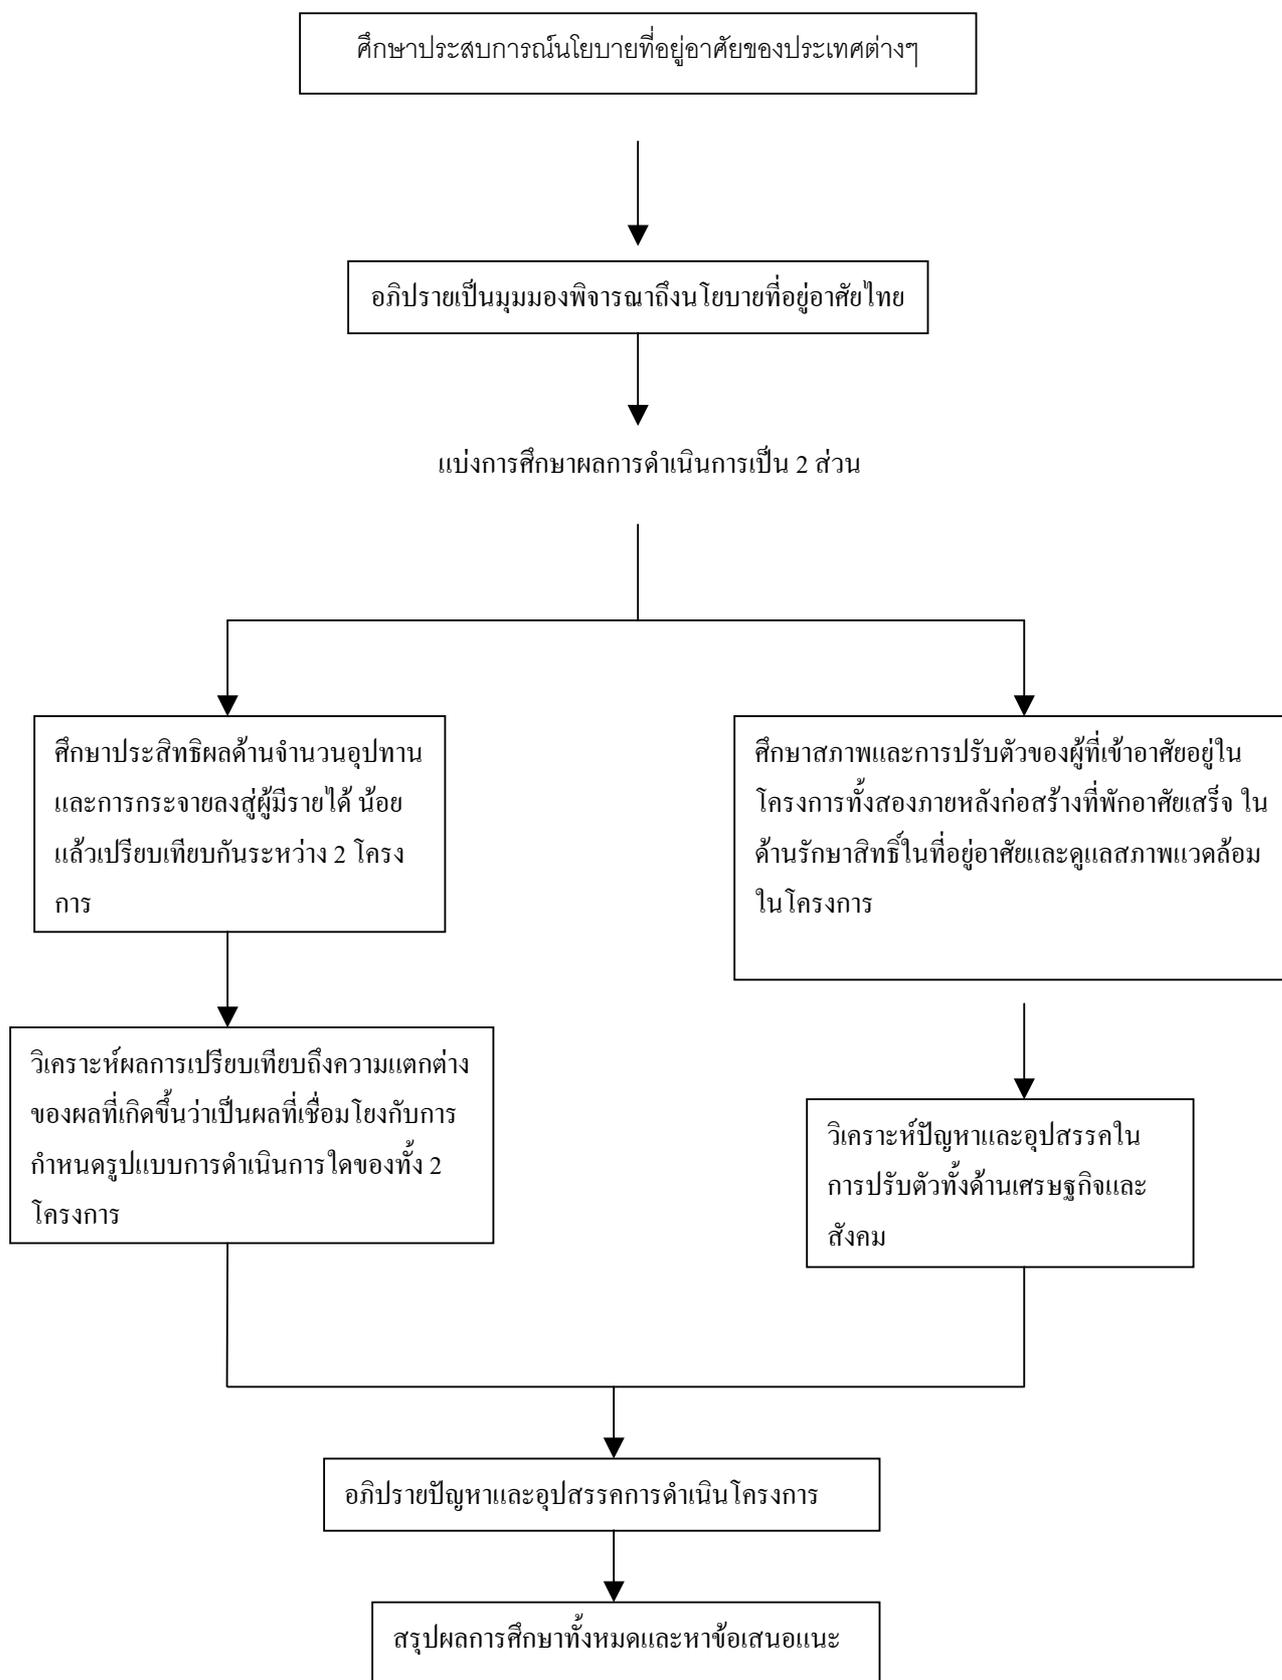 ศึกษาประสบการณ์นโยบายที่อยู่อาศัยของประเทศต่างๆ
อภิปรายเป็นมุมมองพิจารณาถึงนโยบายที่อยู่อาศัยไทย
แบ่งการศึกษาผลการดำเนินการเป็น 2 ส่วน
ศึกษาประสิทธิผลด้านจำนวนอุปทาน
และการกระจายลงสู่ผู้มีรายได้ น้อย
แล้วเปรียบเทียบกันระหว่าง 2 โครง
การ
ศึกษาสภาพและการปรับตัวของผู้ที่เข้าอาศัยอยู่ใน
โครงการทั้งสองภายหลังก่อสร้างที่พักอาศัยเสร็จ ใน
ด้านรักษาสิทธิ์ในที่อยู่อาศัยและดูแลสภาพแวดล้อม
ในโครงการ
วิเคราะห์ผลการเปรียบเทียบถึงความแตกต่าง
ของผลที่เกิดขึ้นว่าเป็นผลที่เชื่อมโยงกับการ
กำหนดรูปแบบการดำเนินการใดของทั้ง 2
โครงการ
วิเคราะห์ปัญหาและอุปสรรคใน
การปรับตัวทั้งด้านเศรษฐกิจและ
สังคม
อภิปรายปัญหาและอุปสรรคการดำเนินโครงการ
สรุปผลการศึกษาทั้งหมดและหาข้อเสนอแนะ